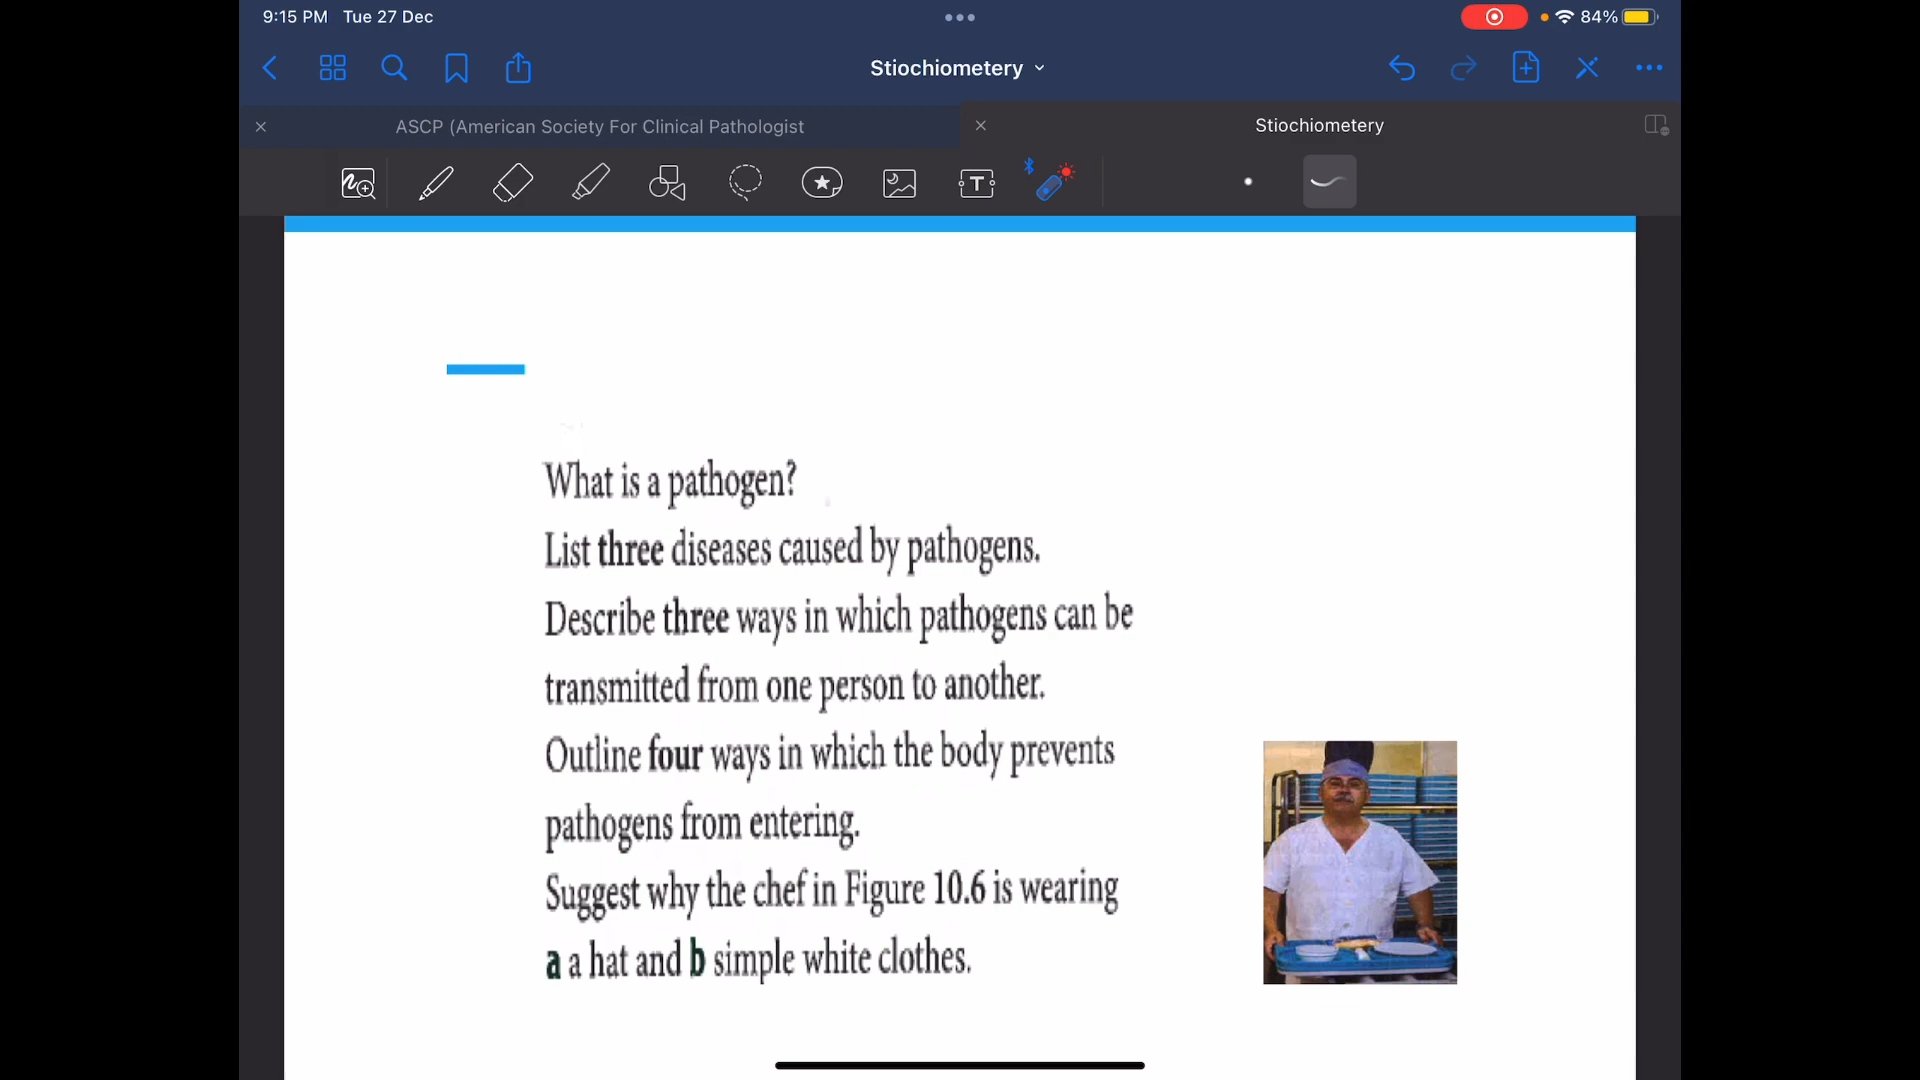 9:15 PM Tue 27 Dec
84%
Stiochiometery
ASCP (American Society For Clinical Pathologist
Stiochiometery
What is a pathogen?
List three diseases caused by pathogens.
Describe three ways in which pathogens can be
transmitted from one person to another.
Outline four ways in which the body prevents
pathogens from entering.
Suggest why the chef in Figure 10.6 is wearing
a a hat and b simple white clothes.